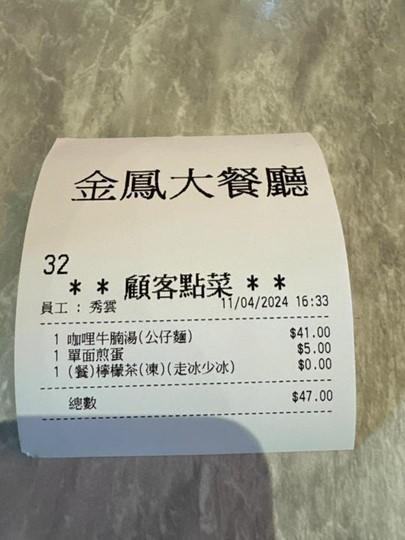 金鳳大餐廳
32
* * 顧客點菜 * *
員工 : 秀雲 11/04/2024 16:33
1 咖哩牛腩湯(公仔麵) $41.00
1 單面煎蛋 $5.00
1 (餐)檸檬茶(凍)(走冰少冰) $0.00
總數 $47.00